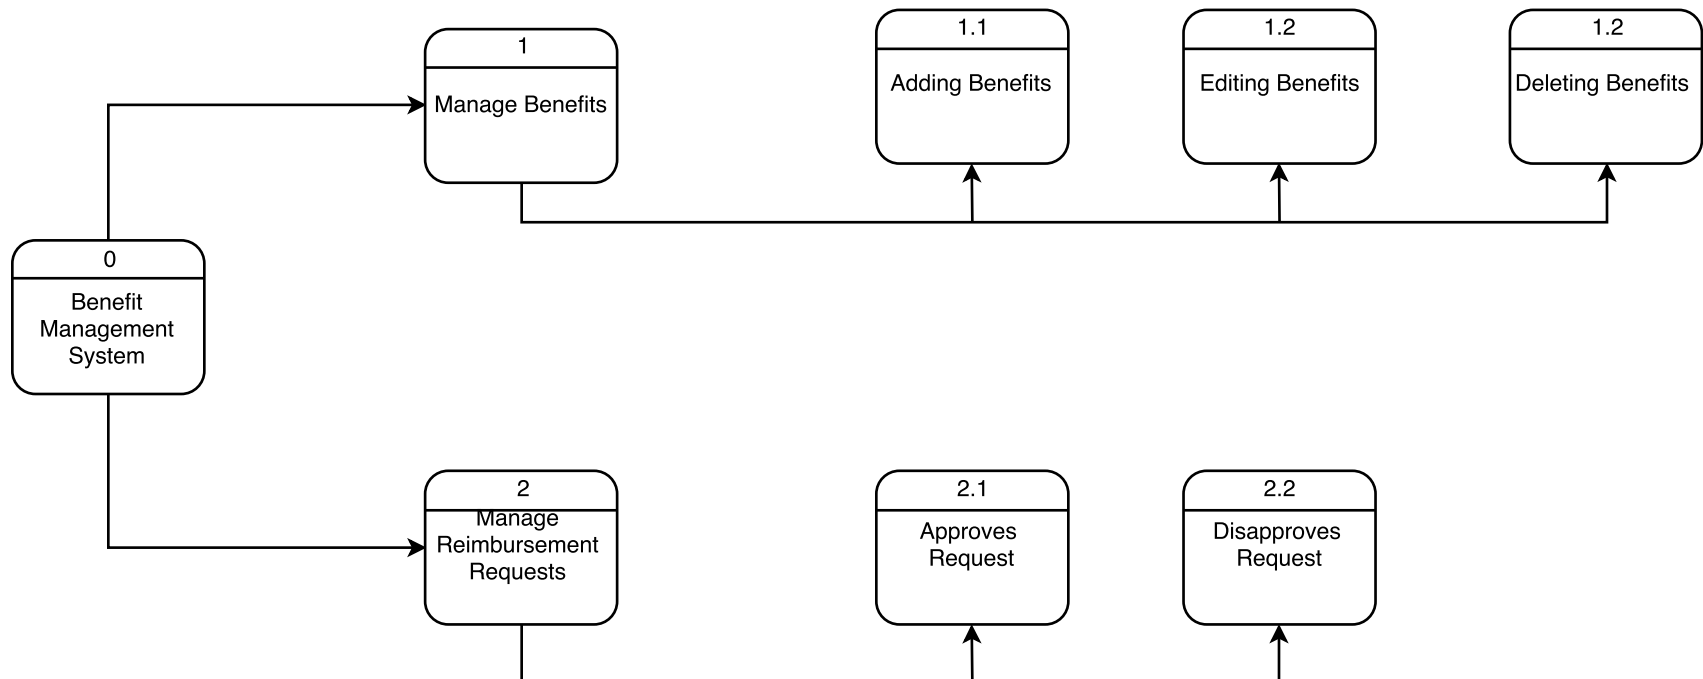 1
Manage Benefits
1.1
Adding Benefits
1.2
Editing Benefits
1.2
Deleting Benefits
0
Benefit
Management
System
2
Manage
Reimbursement
Requests
2.1
Approves
Request
2.2
Disapproves
Request